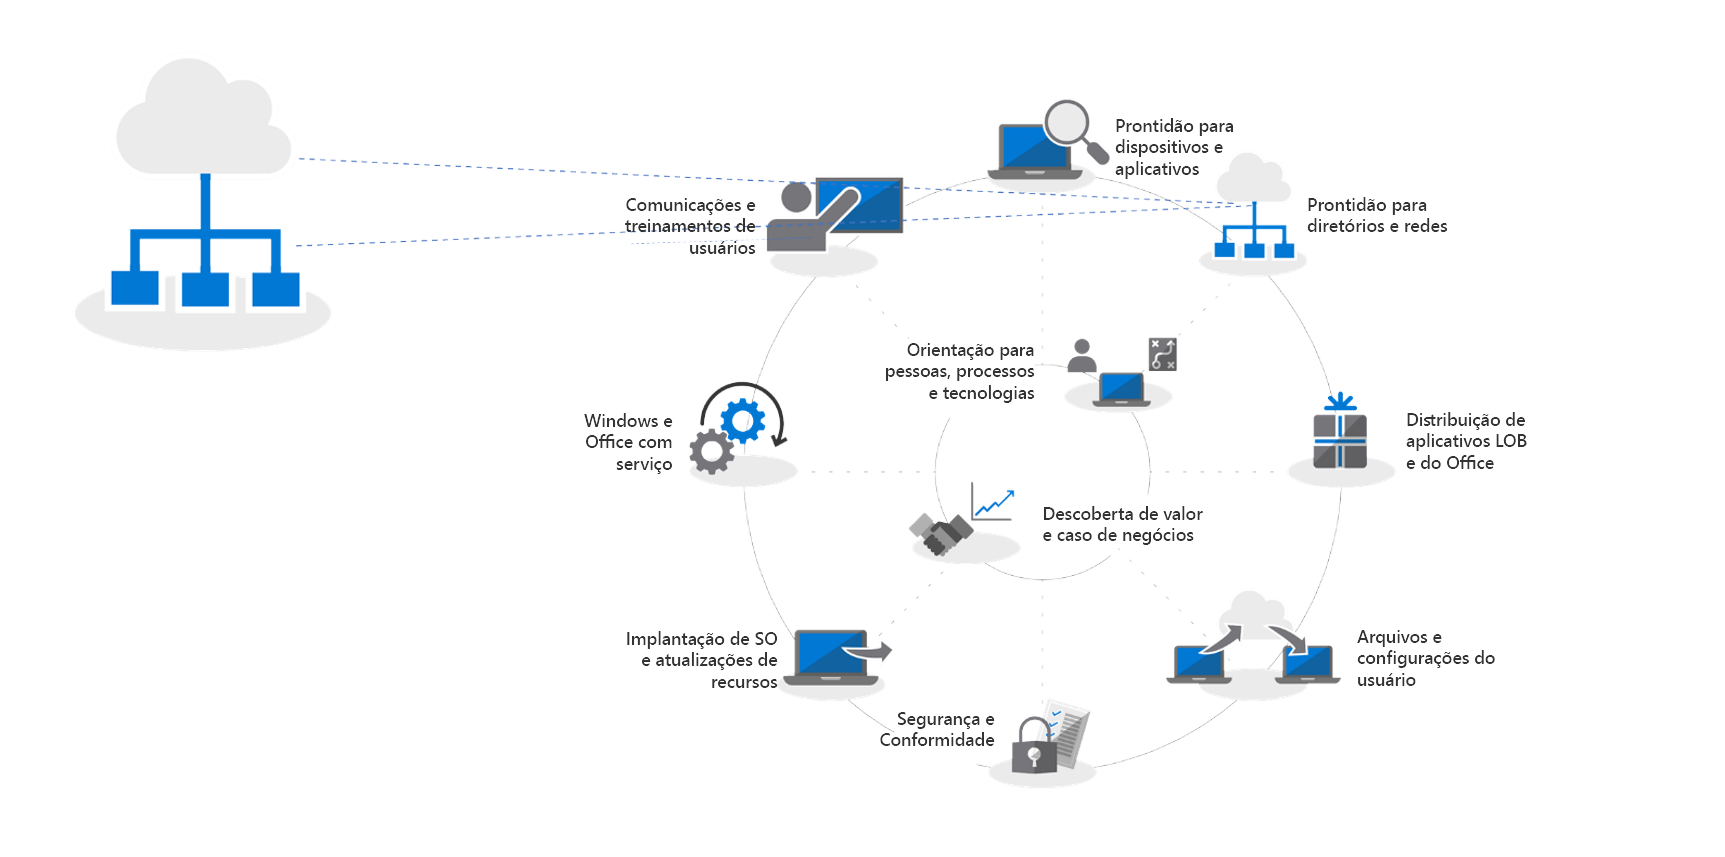 Prontidão para
dispositivos e
aplicativos
Comunicações e
treinamentos de
usuários
Prontidão para
diretórios e redes
Orientação para
pessoas, processos
e tecnologias
Windows e
Office com
serviço
Distribuição de
aplicativos LOB
e do Office
Descoberta de valor
e caso de negócios
Implantação de SO
e atualizações de
recursos
Arquivos e
configurações do
usuário
Segurança e
Conformidade